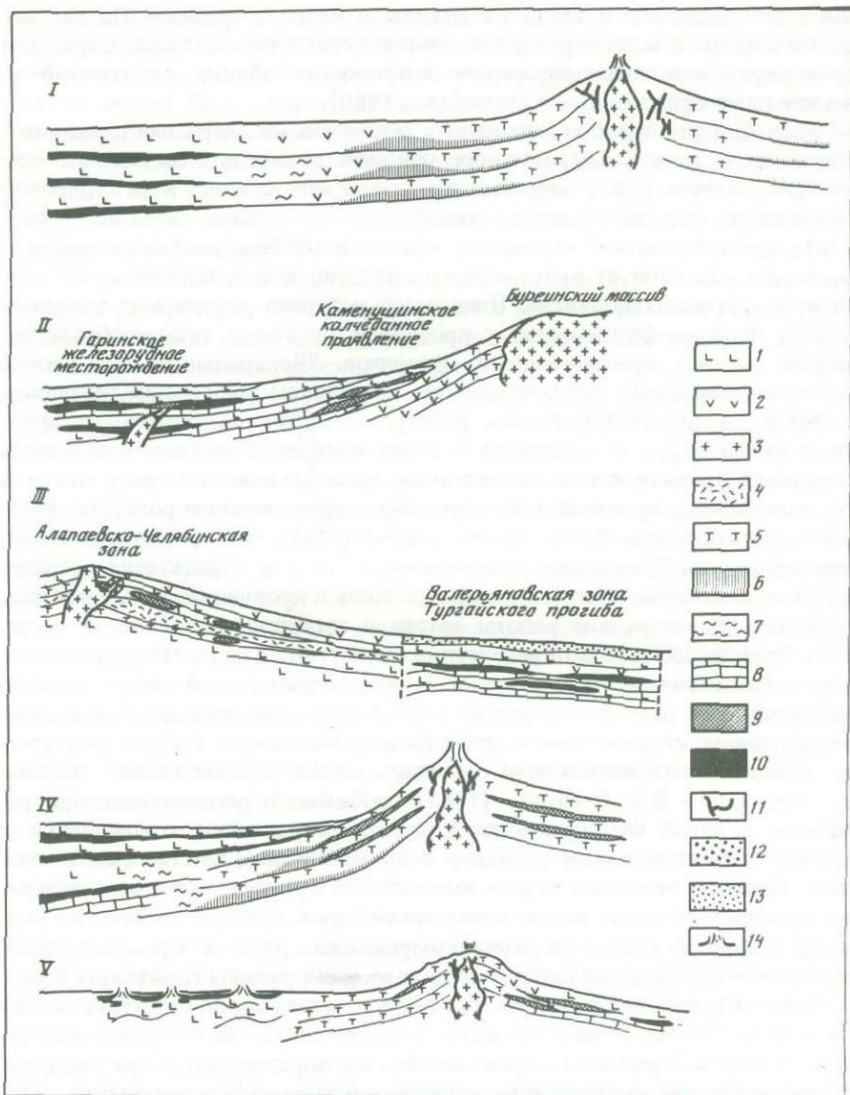 I
II
Гаринское
железорудное
месторождение
Каменушинское
колчеданное
проявление
Буреинский массив
III
Алапаевско-Челябинская
зона
Валерьяновская зона
Тургайского прогиба
IV
V
1
2
3
4
5
6
7
8
9
10
11
12
13
14